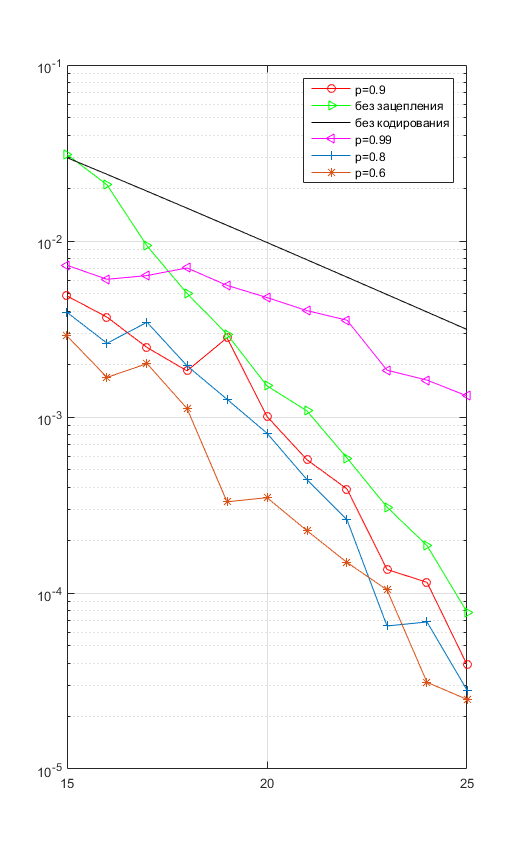 10-1
p=0.9
без зацепления
без кодирования
p=0.99
p=0.8
p=0.6
10-2
10-3
10-4
10-5
15 20 25